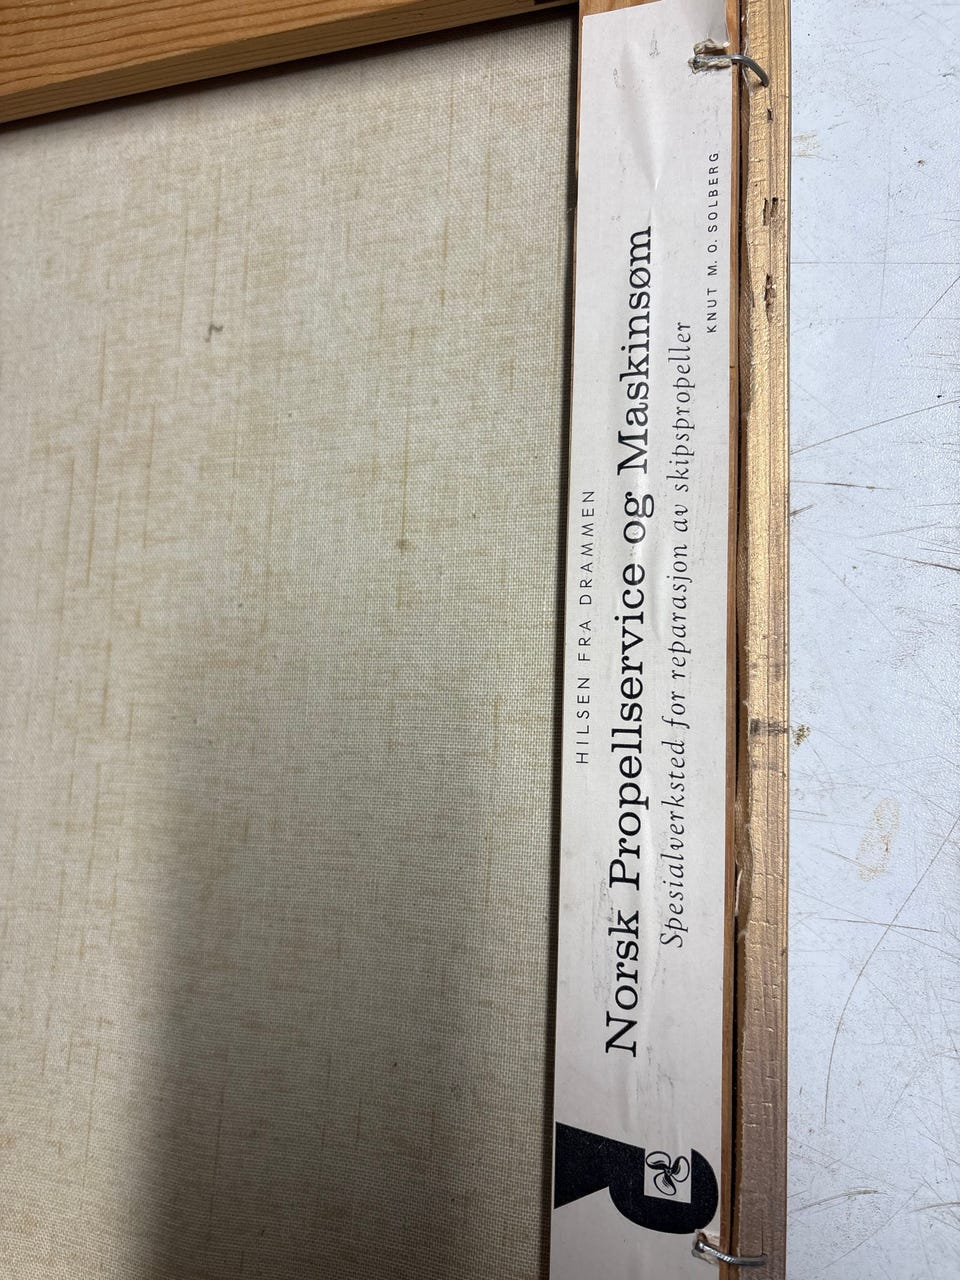 HILSEN FRA DRAMMEN
Norsk Propellservice og Maskinsøm
Spesialverksted for reparasjon av skipspropeller
KNUT M. O. SOLBERG